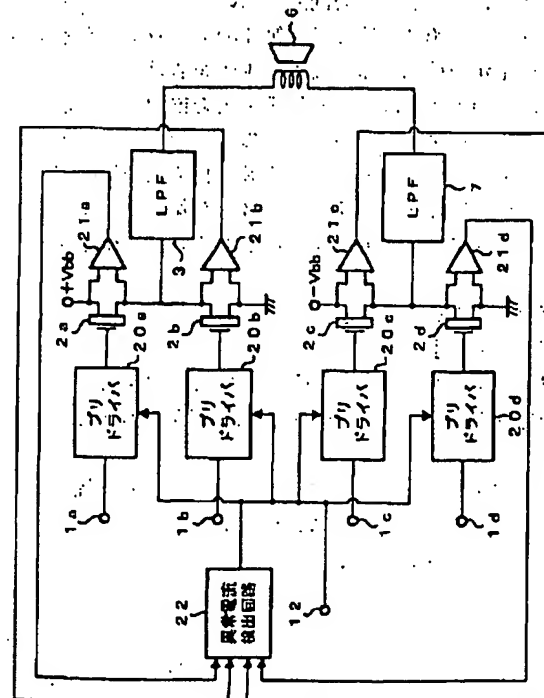 6
+Vbb
2a
20a
21a
プリ
ドライバ
1a
LPF
3
2b
20b
21b
プリ
ドライバ
1b
-Vbb
2c
20c
21c
プリ
ドライバ
1c
LPF
7
2d
20d
21d
プリ
ドライバ
1d
22
異常電流
検出回路
12